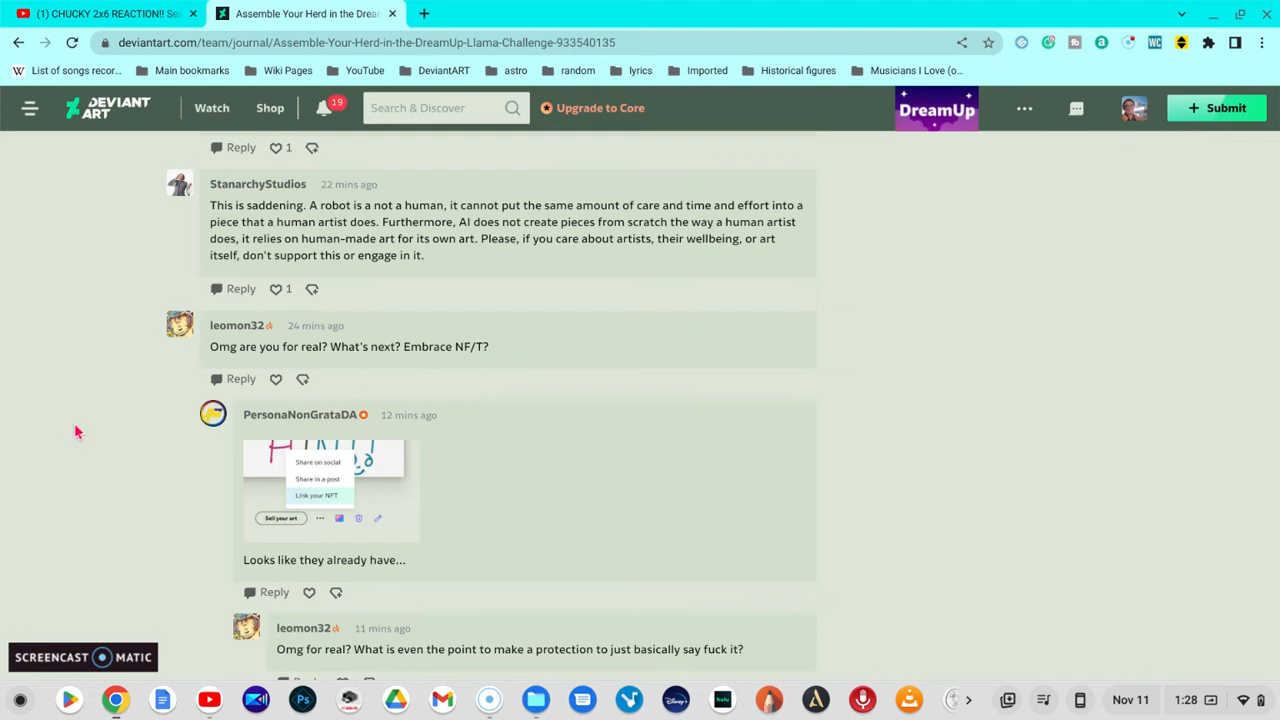 (1) CHUCKY 2x6 REACTION!! Sea
Assemble Your Herd in the Dream
deviantart.com/team/journal/Assemble-Your-Herd-in-the-DreamUp-Llama-Challenge-933540135
List of songs recor...
Main bookmarks
Wiki Pages
YouTube
DeviantART
astro
random
lyrics
Imported
Historical figures
Musicians I Love (o...
DEVIANT ART
Watch
Shop
19
Search & Discover
Upgrade to Core
DreamUp
+ Submit
Reply
1
StanarchyStudios 22 mins ago
This is saddening. A robot is a not a human, it cannot put the same amount of care and time and effort into a
piece that a human artist does. Furthermore, AI does not create pieces from scratch the way a human artist
does, it relies on human-made art for its own art. Please, if you care about artists, their wellbeing, or art
itself, don't support this or engage in it.
Reply
1
leomon32 24 mins ago
Omg are you for real? What's next? Embrace NF/T?
Reply
PersonaNonGrataDA 12 mins ago
Share on social
Share in a post
Link your NFT
Sell your art
Looks like they already have...
Reply
leomon32 11 mins ago
Omg for real? What is even the point to make a protection to just basically say fuck it?
SCREENCAST MATIC
Ps
hulu
Nov 11
1:28